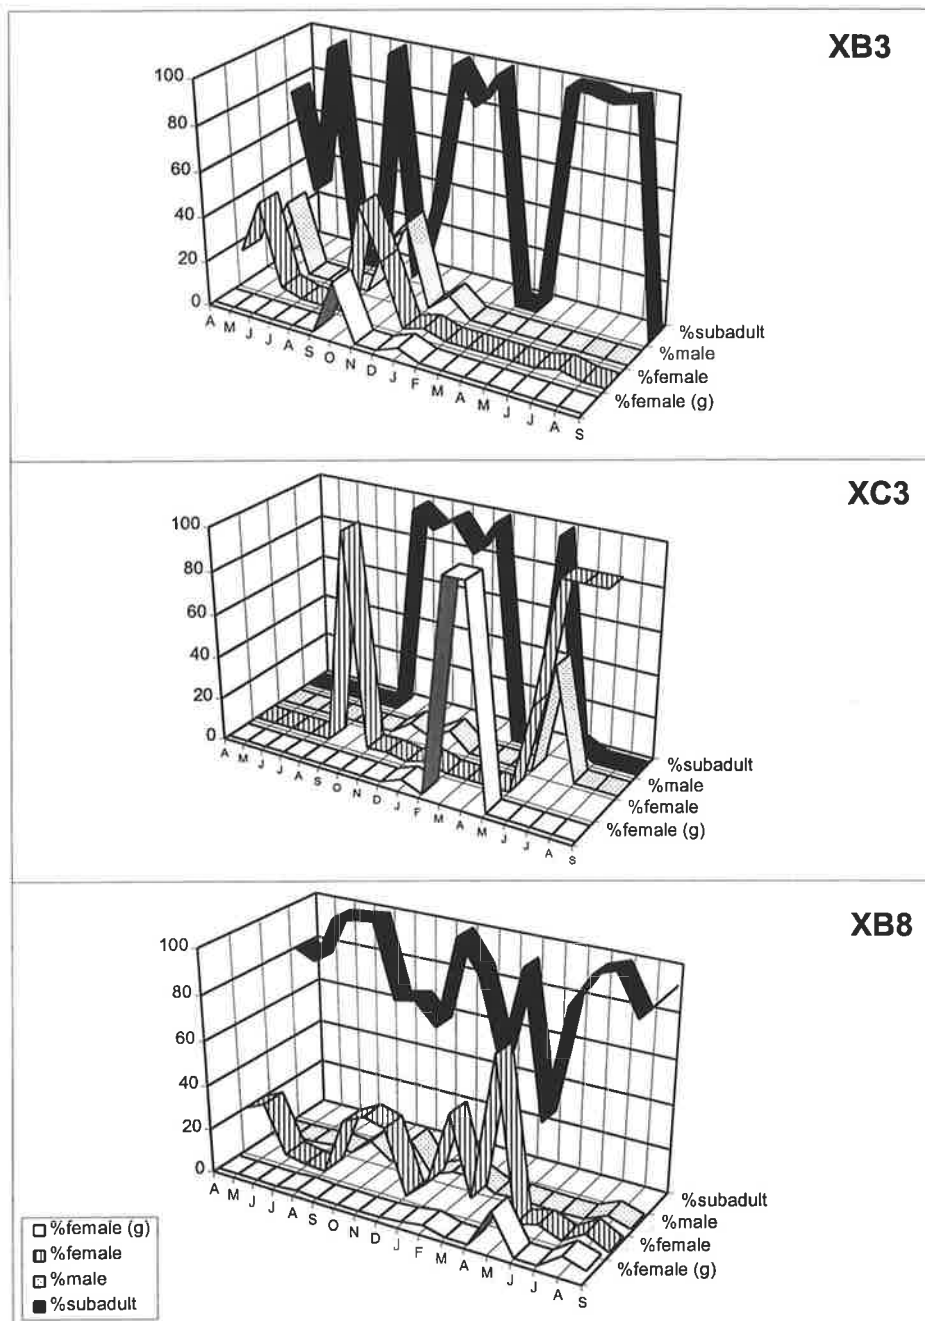 XB3
100
80
60
40
20
0
A M J J A S O N D J F M A M J J A S
%subadult
%male
%female
%female (g)
XC3
100
80
60
40
20
0
A M J J A S O N D J F M A M J J A S
%subadult
%male
%female
%female (g)
XB8
100
80
60
40
20
0
A M J J A S O N D J F M A M J J A S
%subadult
%male
%female
%female (g)
%female (g)
%female
%male
%subadult